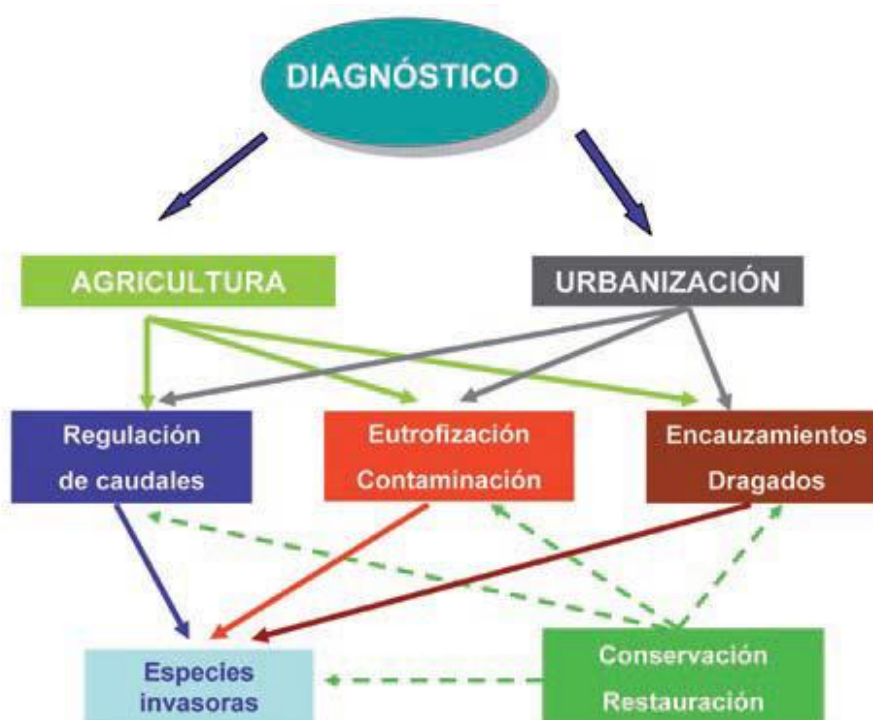 DIAGNÓSTICO
AGRICULTURA
URBANIZACIÓN
Regulación
de caudales
Eutrofización
Contaminación
Encauzamientos
Dragados
Especies
invasoras
Conservación
Restauración